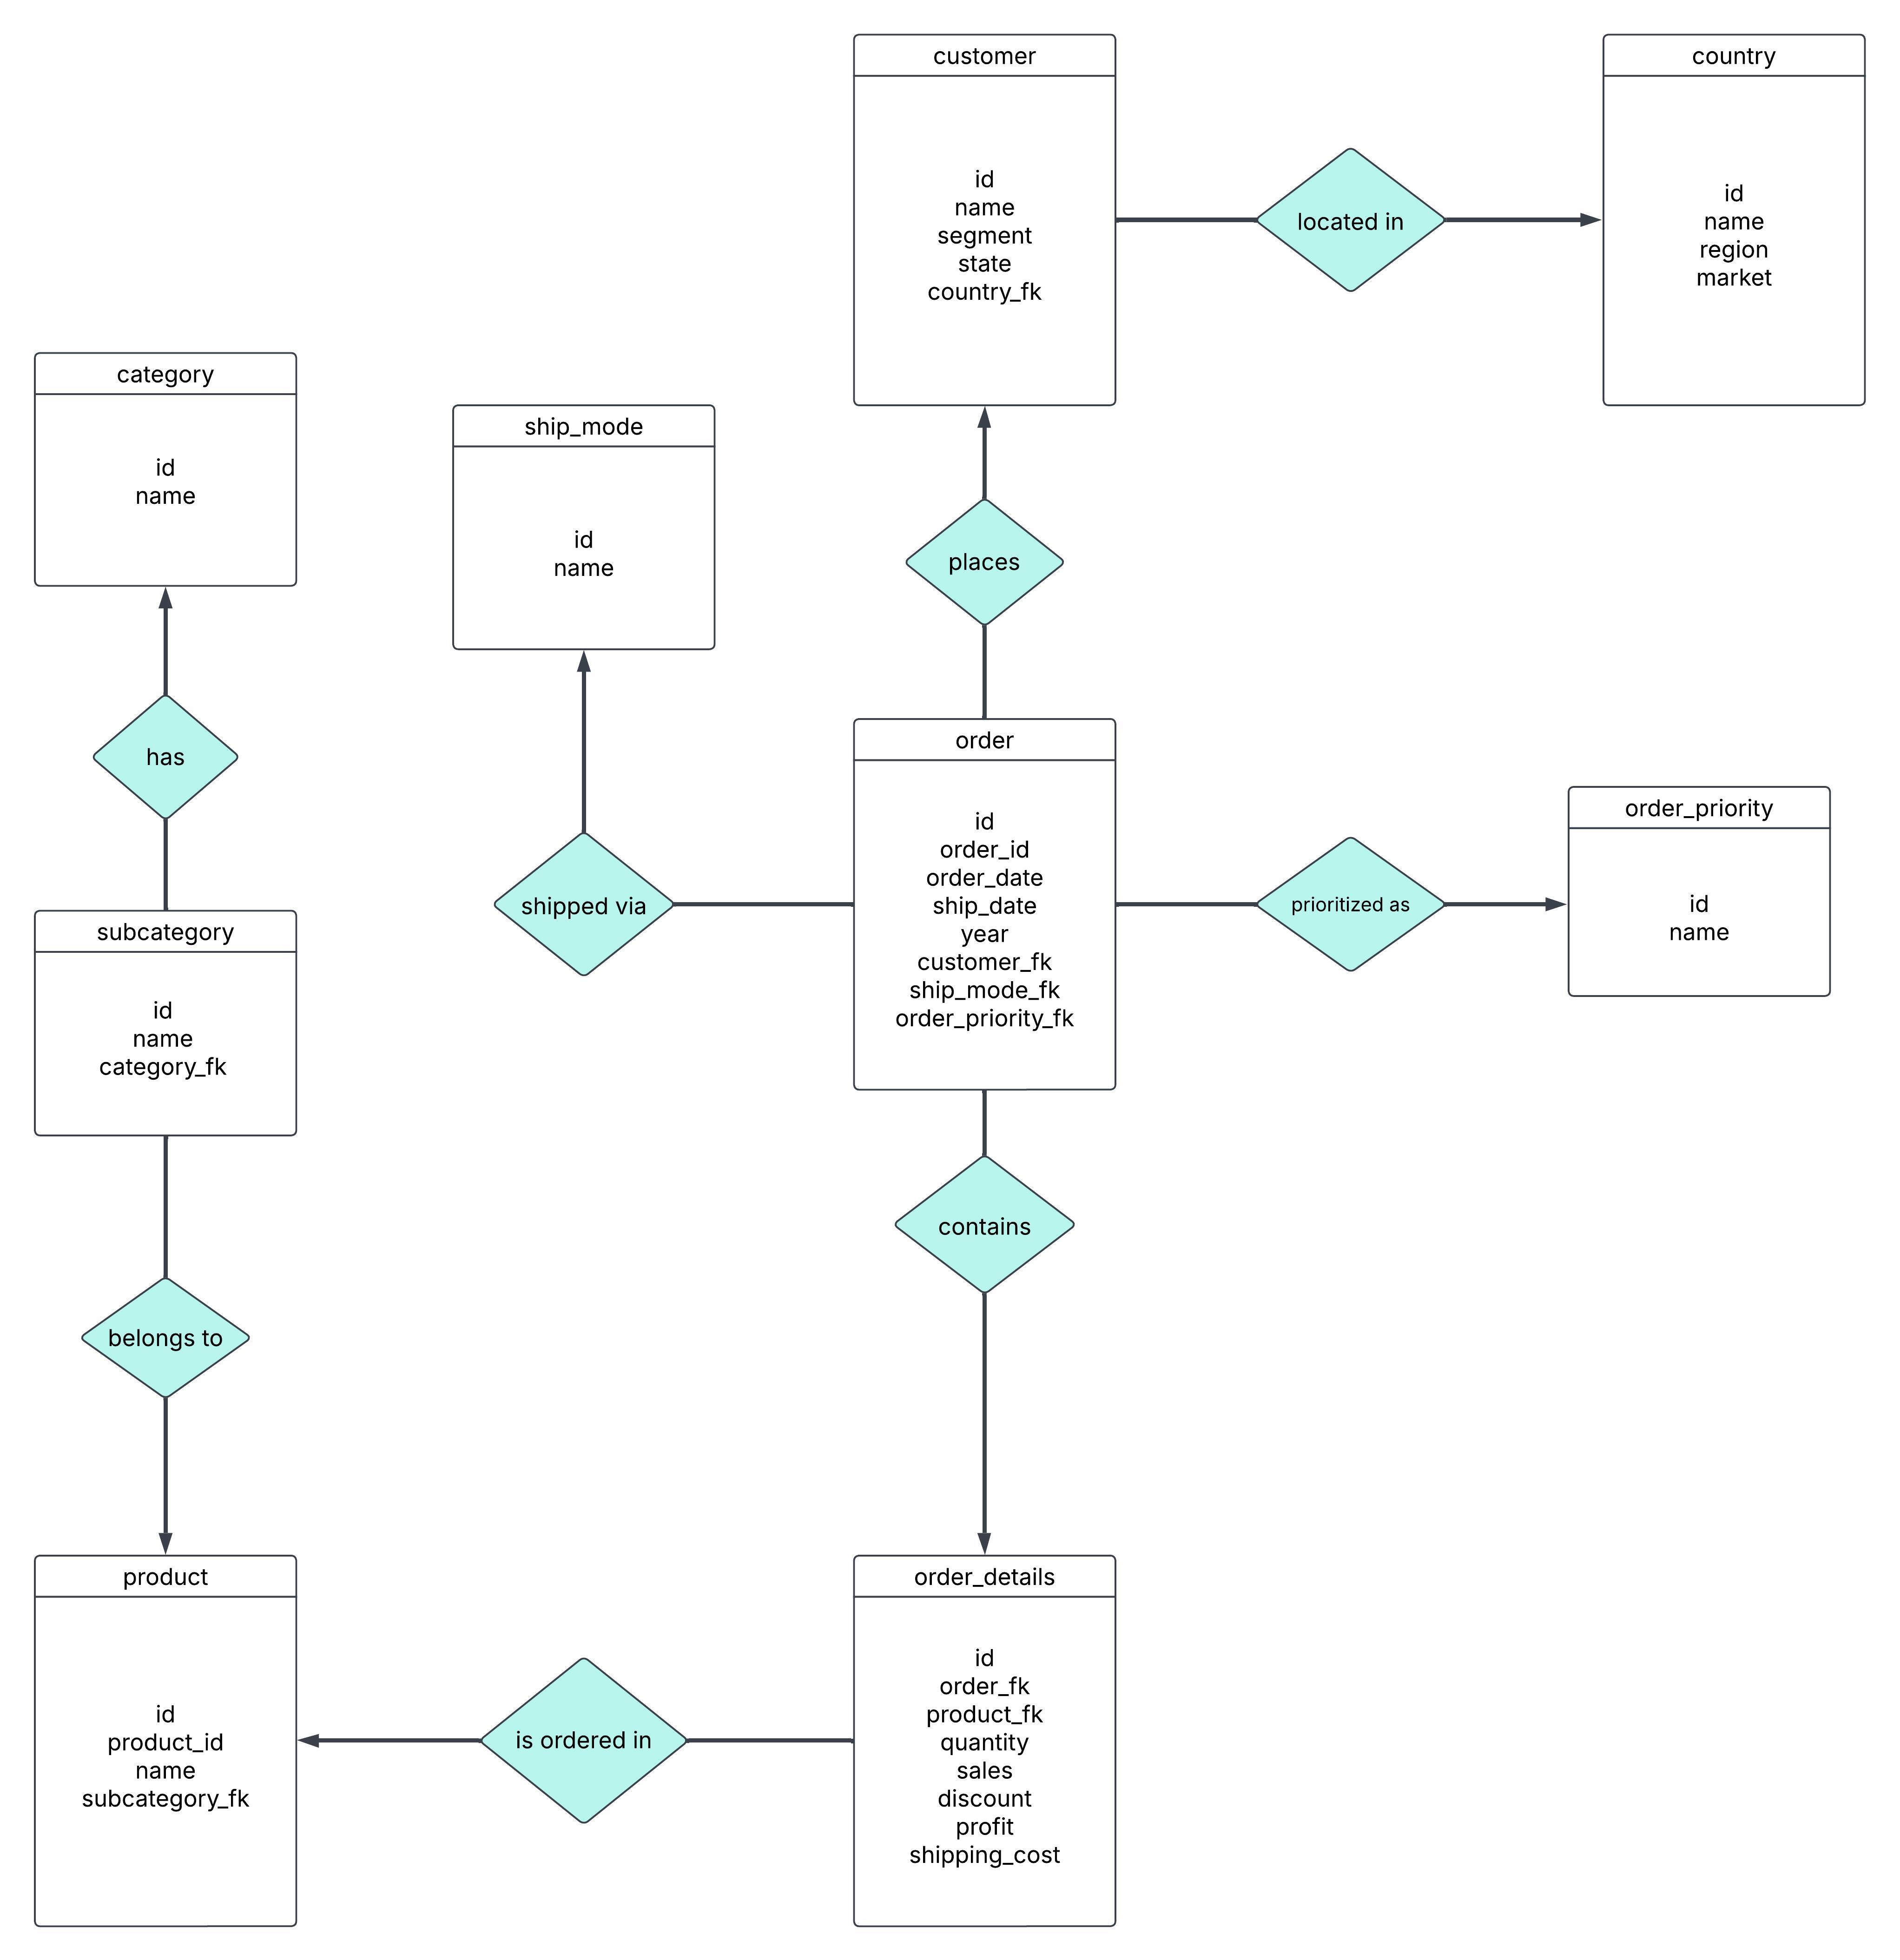 customer
id
name
segment
state
country_fk
located in
country
id
name
region
market
category
id
name
ship_mode
id
name
places
has
order
id
order_id
order_date
ship_date
year
customer_fk
ship_mode_fk
order_priority_fk
shipped via
prioritized as
order_priority
id
name
subcategory
id
name
category_fk
contains
belongs to
product
id
product_id
name
subcategory_fk
is ordered in
order_details
id
order_fk
product_fk
quantity
sales
discount
profit
shipping_cost